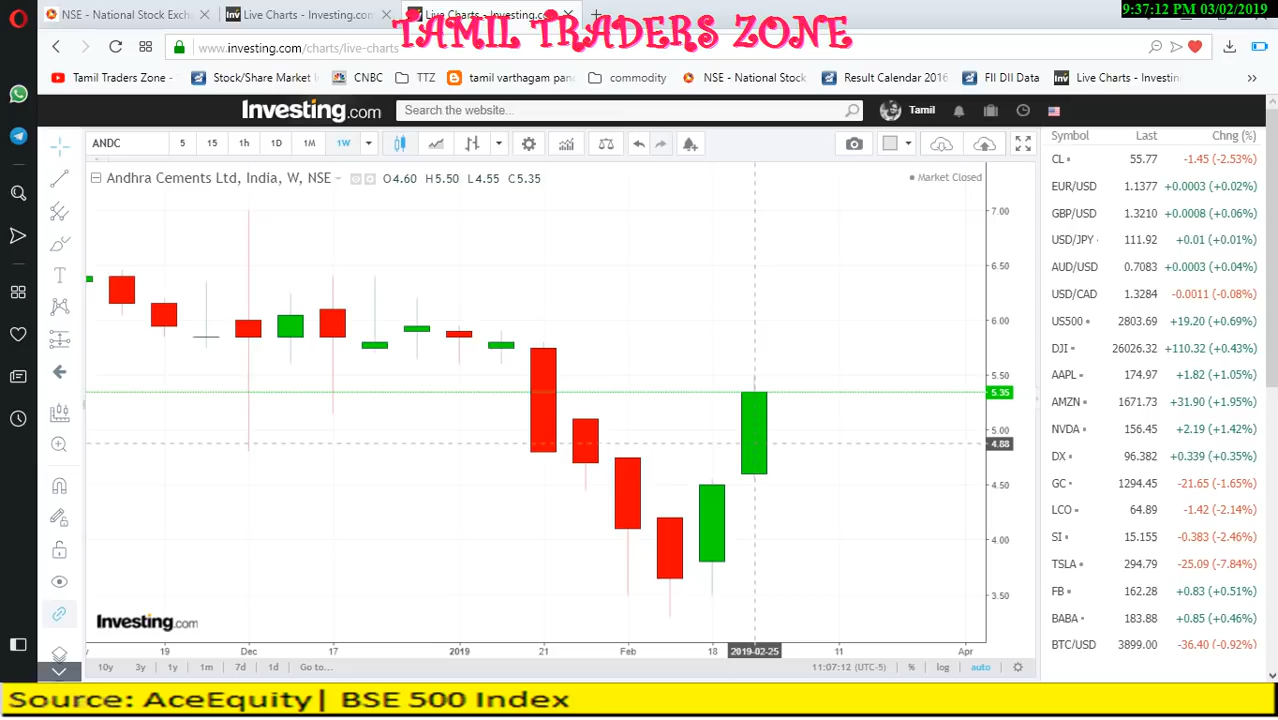 9:37:12 PM 03/02/2019
NSE - National Stock Exch
Live Charts - Investing.com
Live Charts - Investing.co
TAMIL TRADERS ZONE
www.investing.com/charts/live-charts
Tamil Traders Zone -
Stock/Share Market I
CNBC
TTZ
tamil varthagam pan
commodity
NSE - National Stock
Result Calendar 2016
FII DII Data
Live Charts - Investin
Investing.com
Search the website...
Tamil
ANDC 5 15 1h 1D 1M 1W
Andhra Cements Ltd, India, W, NSE O4.60 H5.50 L4.55 C5.35
Market Closed
7.00
6.50
6.00
5.50
5.35
5.00
4.88
4.50
4.00
3.50
Investing.com
19 Dec 17 2019 21 Feb 18 2019-02-25 11 Apr
10y 3y 1y 1m 7d 1d Go to... 11:07:12 (UTC-5) % log auto
Symbol Last Chng (%)
CL 55.77 -1.45 (-2.53%)
EUR/USD 1.1377 +0.0003 (+0.02%)
GBP/USD 1.3210 +0.0008 (+0.06%)
USD/JPY 111.92 +0.01 (+0.01%)
AUD/USD 0.7083 +0.0003 (+0.04%)
USD/CAD 1.3284 -0.0011 (-0.08%)
US500 2803.69 +19.20 (+0.69%)
DJI 26026.32 +110.32 (+0.43%)
AAPL 174.97 +1.82 (+1.05%)
AMZN 1671.73 +31.90 (+1.95%)
NVDA 156.45 +2.19 (+1.42%)
DX 96.382 +0.339 (+0.35%)
GC 1294.45 -21.65 (-1.65%)
LCO 64.89 -1.42 (-2.14%)
SI 15.155 -0.383 (-2.46%)
TSLA 294.79 -25.09 (-7.84%)
FB 162.28 +0.83 (+0.51%)
BABA 183.88 +0.85 (+0.46%)
BTC/USD 3899.00 -36.40 (-0.92%)
Source: AceEquity| BSE 500 Index